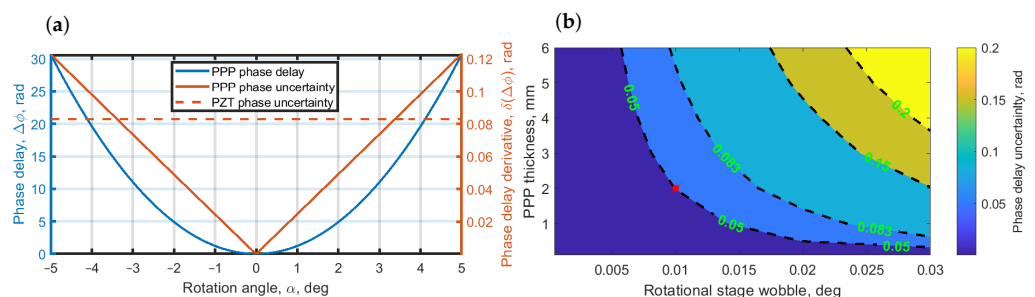 (a)
30
25
20
15
10
5
0
Phase delay, Δϕ, rad
PPP phase delay
PPP phase uncertainty
PZT phase uncertainty
0.12
0.1
0.08
0.06
0.04
0.02
Phase delay derivative, δ(Δϕ), rad
−5 −4 −3 −2 −1 0 1 2 3 4 5
Rotation angle, α, deg
(b)
6
5
4
3
2
1
PPP thickness, mm
0.05
0.083
0.15
0.2
0.05
0.083
0.05
0.005 0.01 0.015 0.02 0.025 0.03
Rotational stage wobble, deg
0.2
0.15
0.1
0.05
Phase delay uncertainity, rad